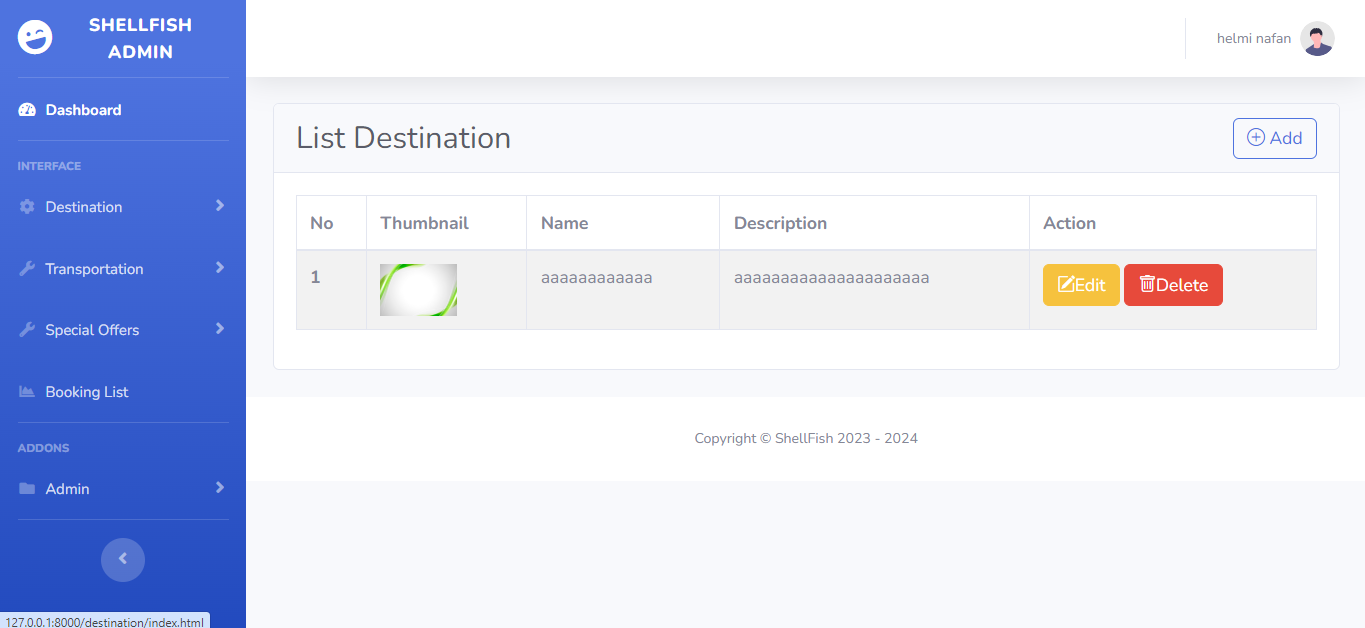 SHELLFISH
ADMIN
helmi nafan
Dashboard
INTERFACE
Destination
Transportation
Special Offers
Booking List
ADDONS
Admin
List Destination
Add
No Thumbnail Name Description Action
1 aaaaaaaaaaaa aaaaaaaaaaaaaaaaaaaaa Edit Delete
Copyright © ShellFish 2023 - 2024
127.0.0.1:8000/destination/index.html